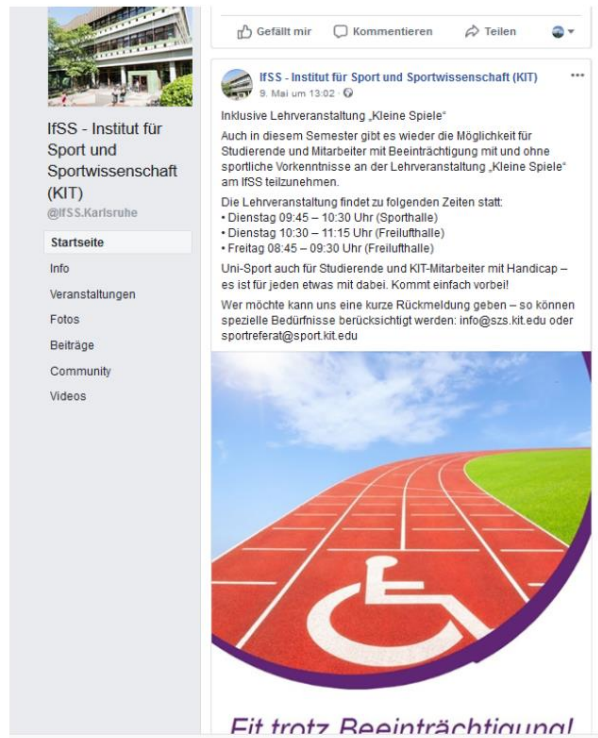 Gefällt mir Kommentieren Teilen
IfSS - Institut für
Sport und
Sportwissenschaft
(KIT)
@IfSS.Karlsruhe
Startseite
Info
Veranstaltungen
Fotos
Beiträge
Community
Videos
IfSS - Institut für Sport und Sportwissenschaft (KIT)
9. Mai um 13:02 ·
Inklusive Lehrveranstaltung „Kleine Spiele“
Auch in diesem Semester gibt es wieder die Möglichkeit für
Studierende und Mitarbeiter mit Beeinträchtigung mit und ohne
sportliche Vorkenntnisse an der Lehrveranstaltung „Kleine Spiele“
am IfSS teilzunehmen.
Die Lehrveranstaltung findet zu folgenden Zeiten statt:
• Dienstag 09:45 – 10:30 Uhr (Sporthalle)
• Dienstag 10:30 – 11:15 Uhr (Freilufthalle)
• Freitag 08:45 – 09:30 Uhr (Freilufthalle)
Uni-Sport auch für Studierende und KIT-Mitarbeiter mit Handicap –
es ist für jeden etwas mit dabei. Kommt einfach vorbei!
Wer möchte kann uns eine kurze Rückmeldung geben – so können
spezielle Bedürfnisse berücksichtigt werden: info@szs.kit.edu oder
sportreferat@sport.kit.edu
Fit trotz Beeinträchtigung!